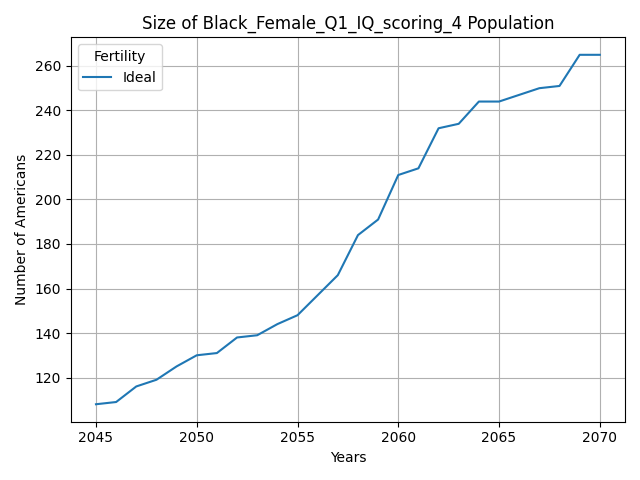 Size of Black_Female_Q1_IQ_scoring_4 Population
Fertility
Ideal
260
240
220
200
180
160
140
120
Number of Americans
2045 2050 2055 2060 2065 2070
Years